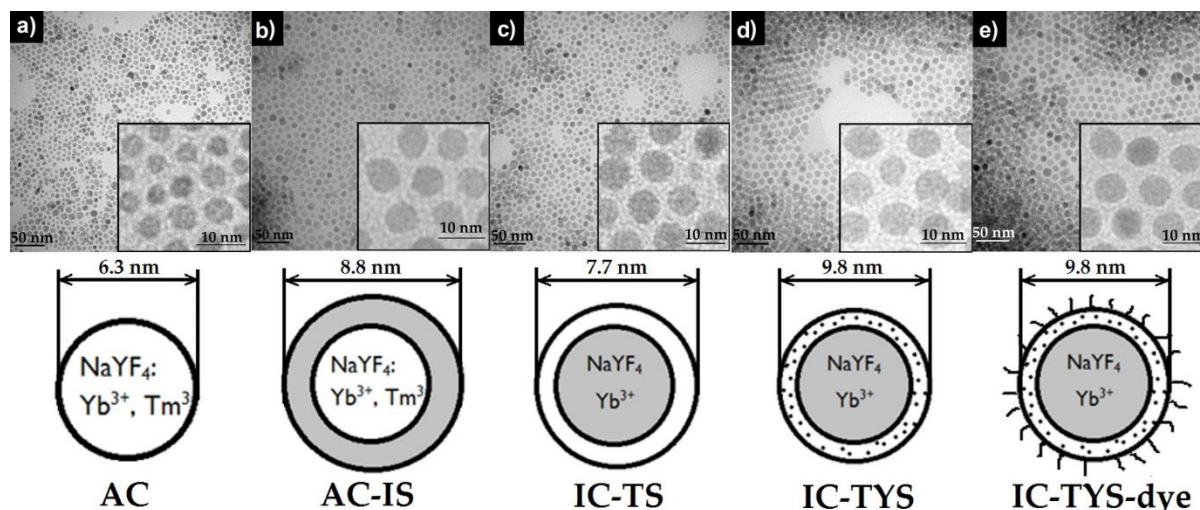 a) b) c) d) e)
50 nm 10 nm 50 nm 10 nm 50 nm 10 nm 50 nm 10 nm 50 nm 10 nm
6.3 nm 8.8 nm 7.7 nm 9.8 nm 9.8 nm
NaYF₄:
Yb³⁺, Tm³
NaYF₄:
Yb³⁺, Tm³
NaYF₄
Yb³⁺
NaYF₄
Yb³⁺
NaYF₄
Yb³⁺
AC AC-IS IC-TS IC-TYS IC-TYS-dye